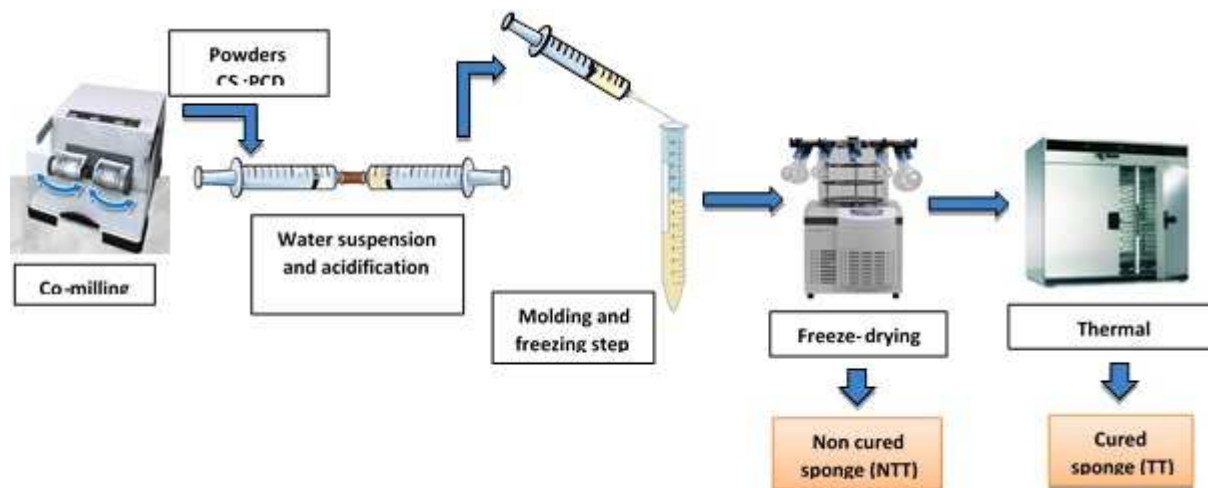 Powders
CS :PCD
Co-milling
Water suspension
and acidification
Molding and
freezing step
Freeze-drying
Thermal
Non cured
sponge (NTT)
Cured
sponge (TT)